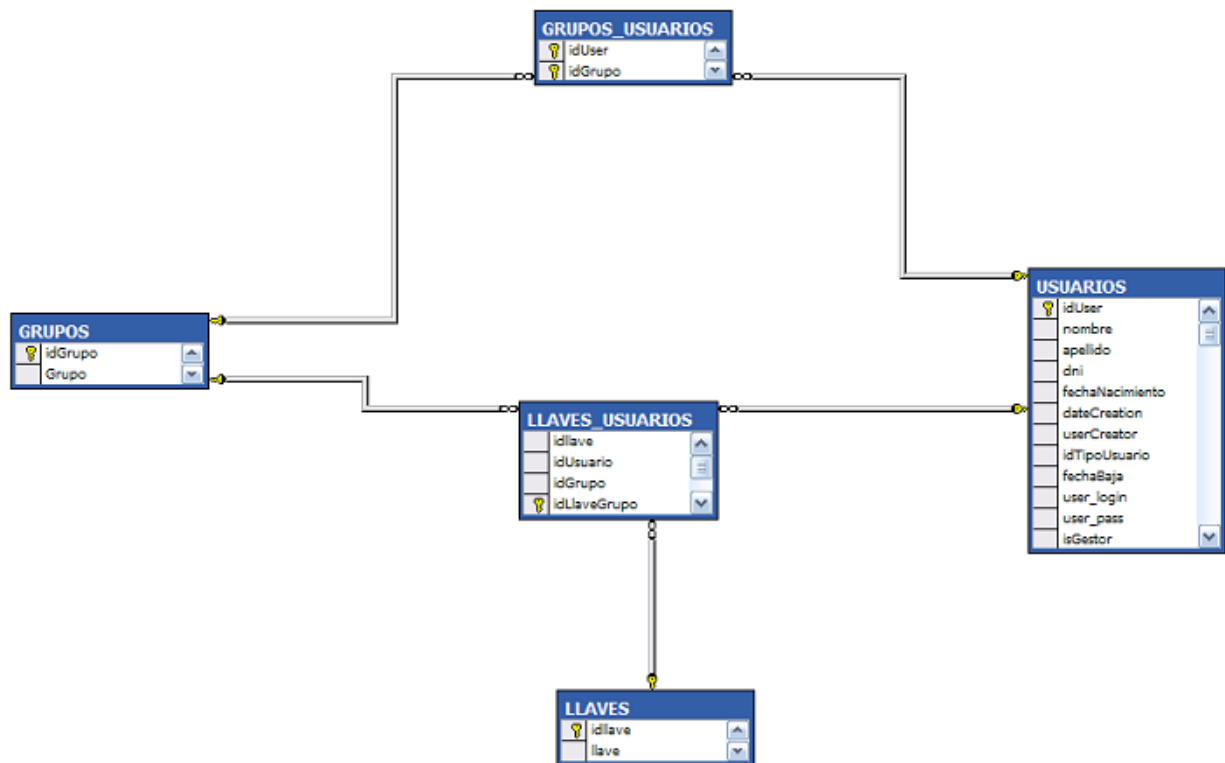 GRUPOS_USUARIOS
idUser
idGrupo
GRUPOS
idGrupo
Grupo
LLAVES_USUARIOS
idllave
idUsuario
idGrupo
idLlaveGrupo
USUARIOS
idUser
nombre
apellido
dni
fechaNacimiento
dateCreation
userCreator
idTipoUsuario
fechaBaja
user_login
user_pass
isGestor
LLAVES
idllave
llave